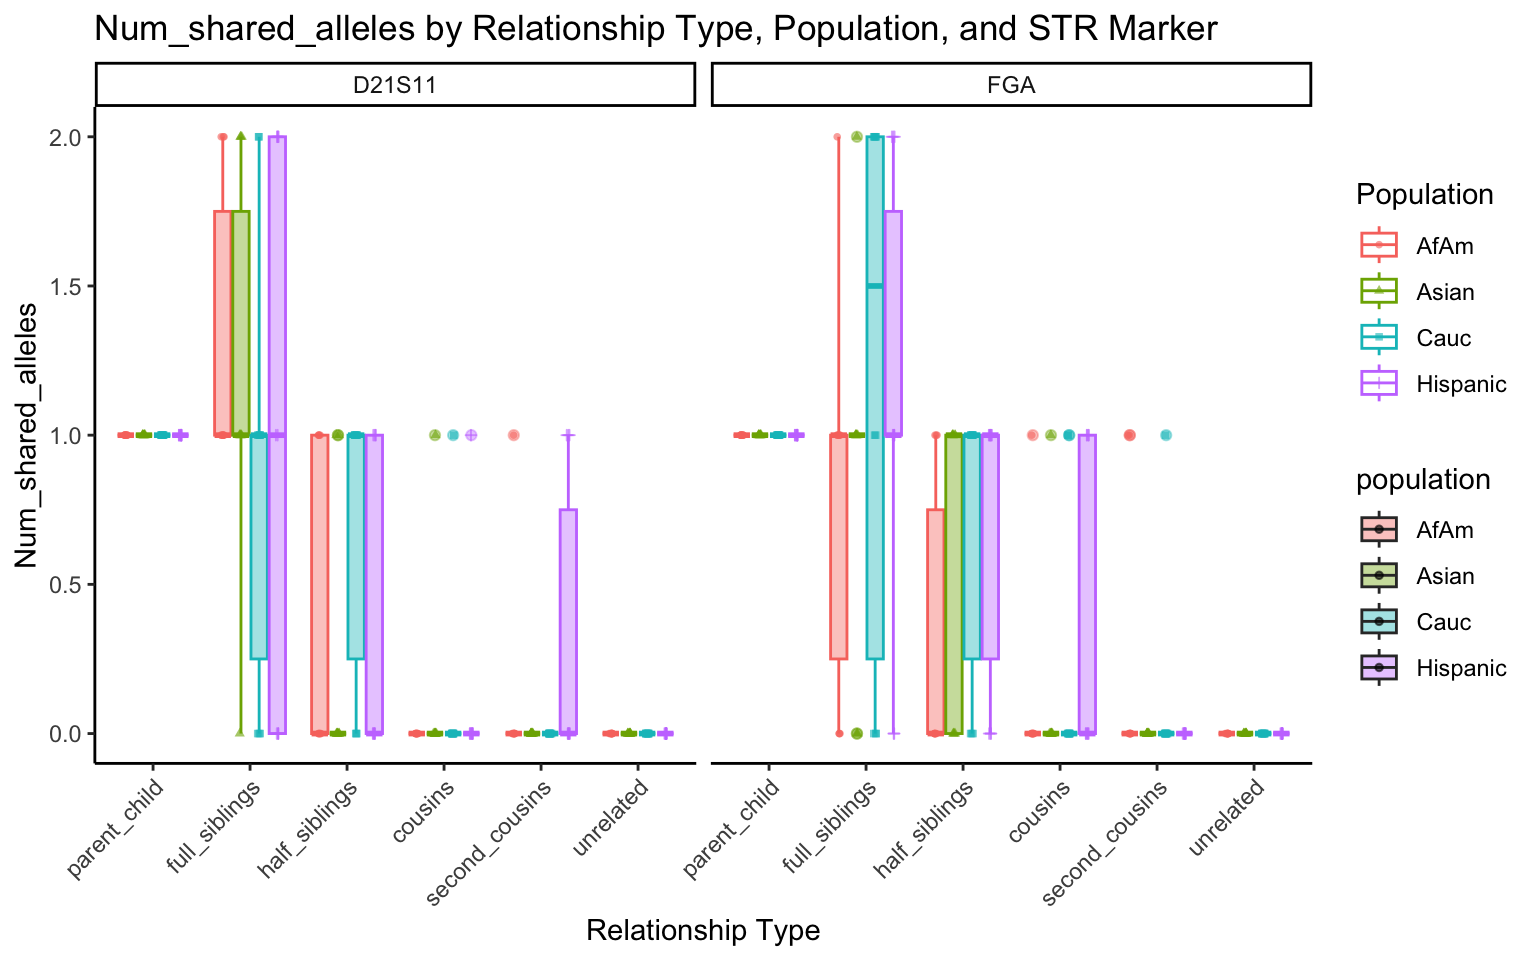 Num_shared_alleles by Relationship Type, Population, and STR Marker
D21S11
FGA
Num_shared_alleles
2.0
1.5
1.0
0.5
0.0
parent_child
full_siblings
half_siblings
cousins
second_cousins
unrelated
parent_child
full_siblings
half_siblings
cousins
second_cousins
unrelated
Relationship Type
Population
AfAm
Asian
Cauc
Hispanic
population
AfAm
Asian
Cauc
Hispanic